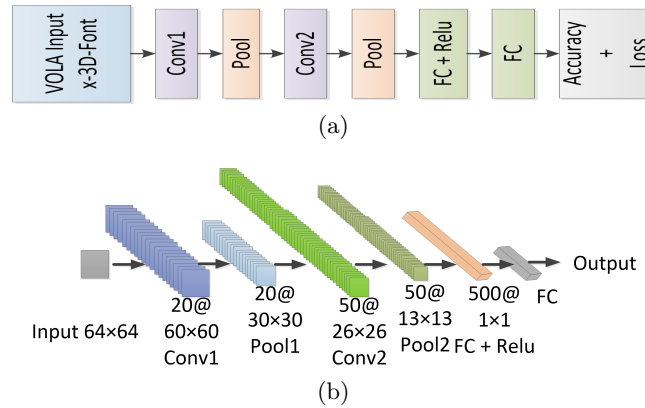 VOLA Input
x-3D-Font
Conv1
Pool
Conv2
Pool
FC + Relu
FC
Accuracy
+
Loss
(a)
Input 64×64
20@
60×60
Conv1
20@
30×30
Pool1
50@
26×26
Conv2
50@
13×13
Pool2
500@
1×1
FC + Relu
FC
Output
(b)